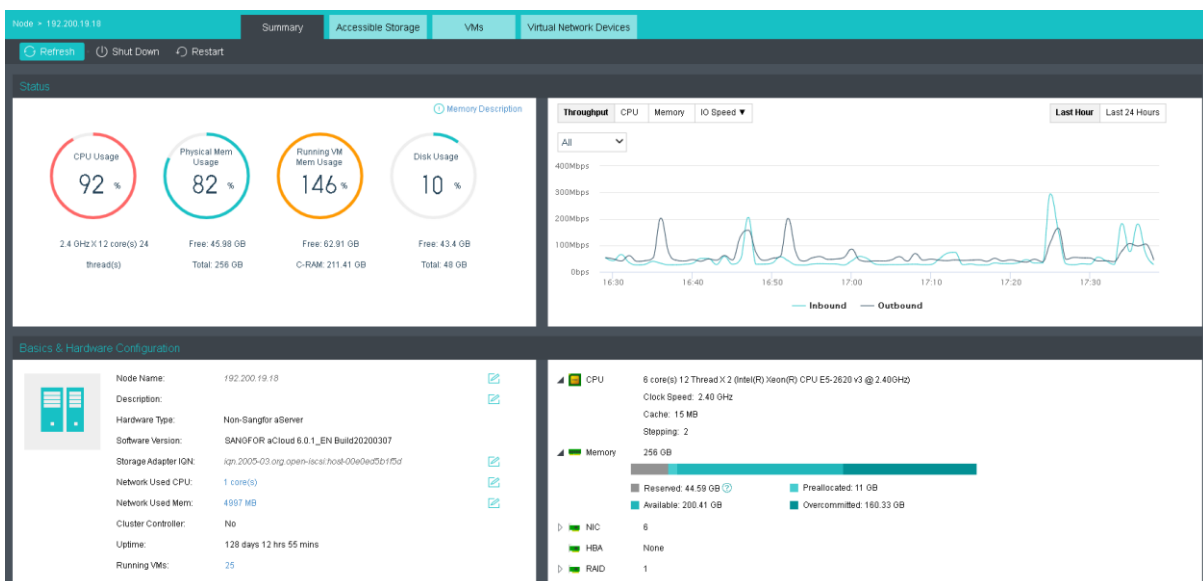 Node > 192.200.19.18
Summary
Accessible Storage
VMs
Virtual Network Devices
Refresh
Shut Down
Restart
Status
Memory Description
CPU Usage
92 %
2.4 GHz X 12 core(s) 24
thread(s)
Physical Mem
Usage
82 %
Free: 45.98 GB
Total: 256 GB
Running VM
Mem Usage
146 %
Free: 62.91 GB
C-RAM: 211.41 GB
Disk Usage
10 %
Free: 43.4 GB
Total: 48 GB
Throughput CPU Memory IO Speed ▼
Last Hour Last 24 Hours
All
400Mbps
300Mbps
200Mbps
100Mbps
0bps
16:30 16:40 16:50 17:00 17:10 17:20 17:30
Inbound Outbound
Basics & Hardware Configuration
Node Name: 192.200.19.18
Description:
Hardware Type: Non-Sangfor aServer
Software Version: SANGFOR aCloud 6.0.1_EN Build20200307
Storage Adapter IQN: iqn.2005-03.org.open-iscsi:host-00e0ed5b1f5d
Network Used CPU: 1 core(s)
Network Used Mem: 4997 MB
Cluster Controller: No
Uptime: 128 days 12 hrs 55 mins
Running VMs: 25
CPU 6 core(s) 12 Thread X 2 (Intel(R) Xeon(R) CPU E5-2620 v3 @ 2.40GHz)
Clock Speed: 2.40 GHz
Cache: 15 MB
Stepping: 2
Memory 256 GB
Reserved: 44.59 GB ? Preallocated: 11 GB
Available: 200.41 GB Overcommitted: 160.33 GB
NIC 6
HBA None
RAID 1